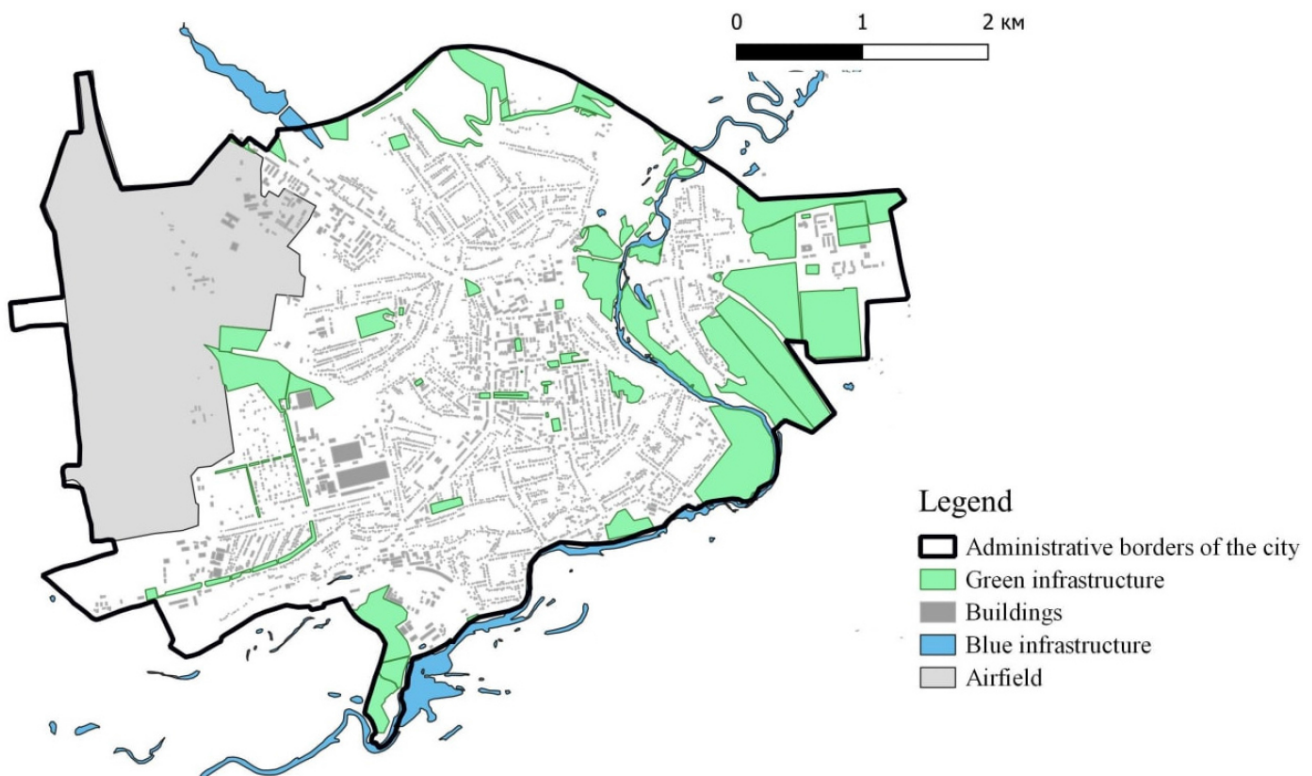 0 1 2 км
Legend
Administrative borders of the city
Green infrastructure
Buildings
Blue infrastructure
Airfield